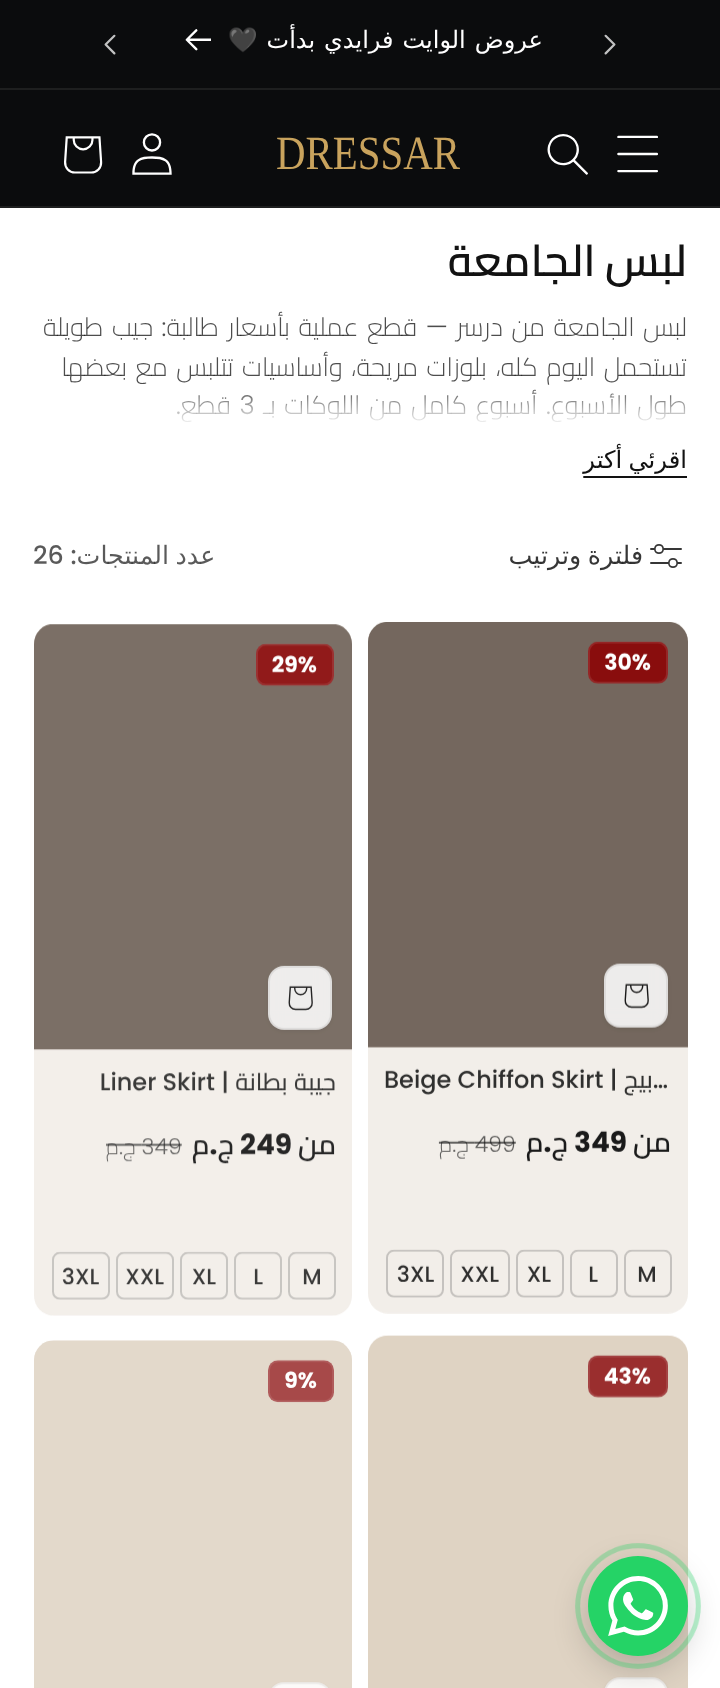 عروض الوايت فرايدي بدأت 🖤 ←
DRESSAR
لبس الجامعة
لبس الجامعة من درسر — قطع عملية بأسعار طالبة: جيب طويلة
تستحمل اليوم كله، بلوزات مريحة، وأساسيات تتلبس مع بعضها
طول الأسبوع. أسبوع كامل من اللوكات بـ 3 قطع.
اقرئي أكتر
فلترة وترتيب
عدد المنتجات: 26
30%
Beige Chiffon Skirt | بيج...
من 349 ج.م 499 ج.م
M L XL XXL 3XL
29%
جيبة بطانة | Liner Skirt
من 249 ج.م 349 ج.م
M L XL XXL 3XL
43%
9%